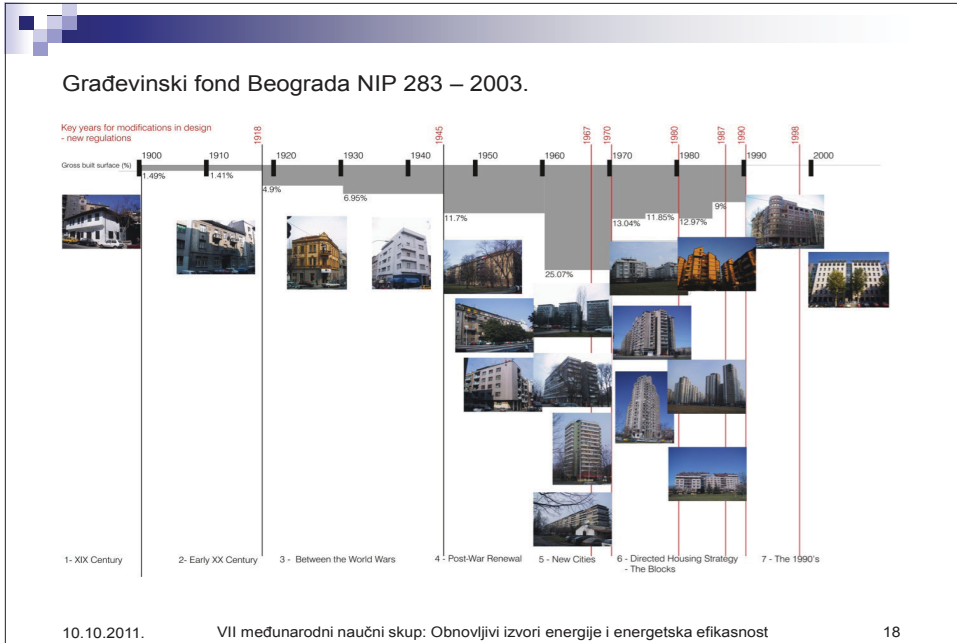 Građevinski fond Beograda NIP 283 – 2003.
Key years for modifications in design
- new regulations
1918
1945
1967
1970
1980
1987
1990
1998
Gross built surface (%)
1900
1910
1920
1930
1940
1950
1960
1970
1980
1990
2000
1.49%
1.41%
4.9%
6.95%
11.7%
25.07%
13.04%
11.85%
12.97%
9%
1- XIX Century
2- Early XX Century
3 - Between the World Wars
4 - Post-War Renewal
5 - New Cities
6 - Directed Housing Strategy
- The Blocks
7 - The 1990's
10.10.2011.
VII međunarodni naučni skup: Obnovljivi izvori energije i energetska efikasnost
18